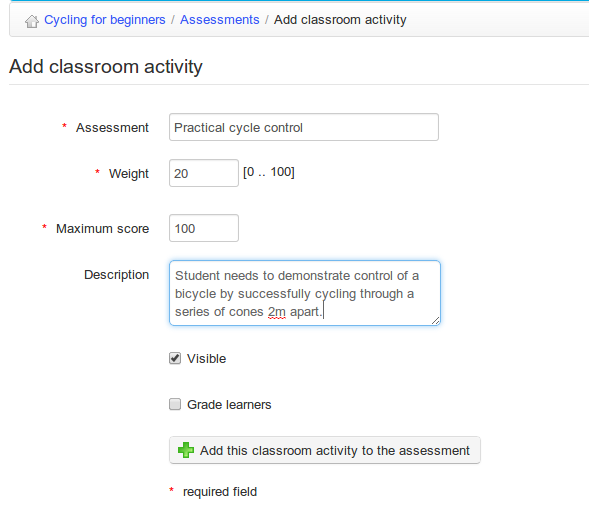 Cycling for beginners / Assessments / Add classroom activity
Add classroom activity
* Assessment Practical cycle control
* Weight 20 [0 .. 100]
* Maximum score 100
Description Student needs to demonstrate control of a
bicycle by successfully cycling through a
series of cones 2m apart.
Visible
Grade learners
Add this classroom activity to the assessment
* required field